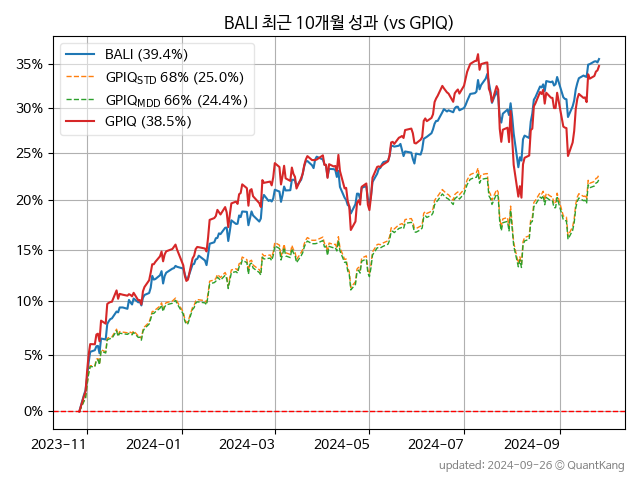 BALI 최근 10개월 성과 (vs GPIQ)
BALI (39.4%)
GPIQSTD 68% (25.0%)
GPIQMDD 66% (24.4%)
GPIQ (38.5%)
35%
30%
25%
20%
15%
10%
5%
0%
2023-11
2024-01
2024-03
2024-05
2024-07
2024-09
updated: 2024-09-26 © QuantKang